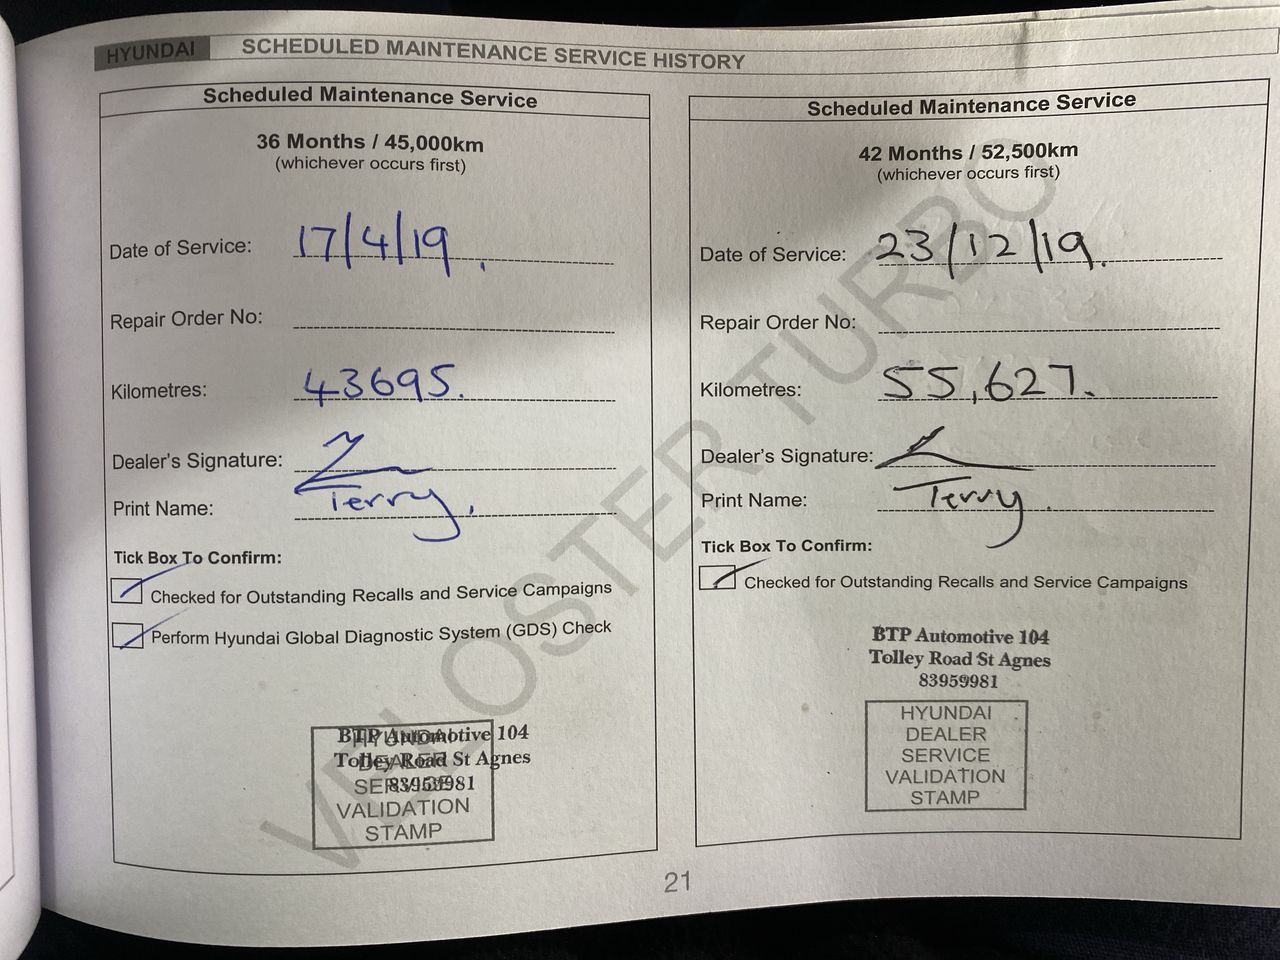 HYUNDAI SCHEDULED MAINTENANCE SERVICE HISTORY
Scheduled Maintenance Service
36 Months / 45,000km
(whichever occurs first)
Date of Service: 17/4/19.
Repair Order No:
Kilometres: 43695.
Dealer's Signature:
Print Name: Terry.
Tick Box To Confirm:
Checked for Outstanding Recalls and Service Campaigns
Perform Hyundai Global Diagnostic System (GDS) Check
BTP Automotive 104
Tolley Road St Agnes
83959981
HYUNDAI
DEALER
SERVICE
VALIDATION
STAMP
Scheduled Maintenance Service
42 Months / 52,500km
(whichever occurs first)
Date of Service: 23/12/19.
Repair Order No:
Kilometres: 55,627.
Dealer's Signature:
Print Name: Terry.
Tick Box To Confirm:
Checked for Outstanding Recalls and Service Campaigns
BTP Automotive 104
Tolley Road St Agnes
83959981
HYUNDAI
DEALER
SERVICE
VALIDATION
STAMP
VELOSTER TURBO
21